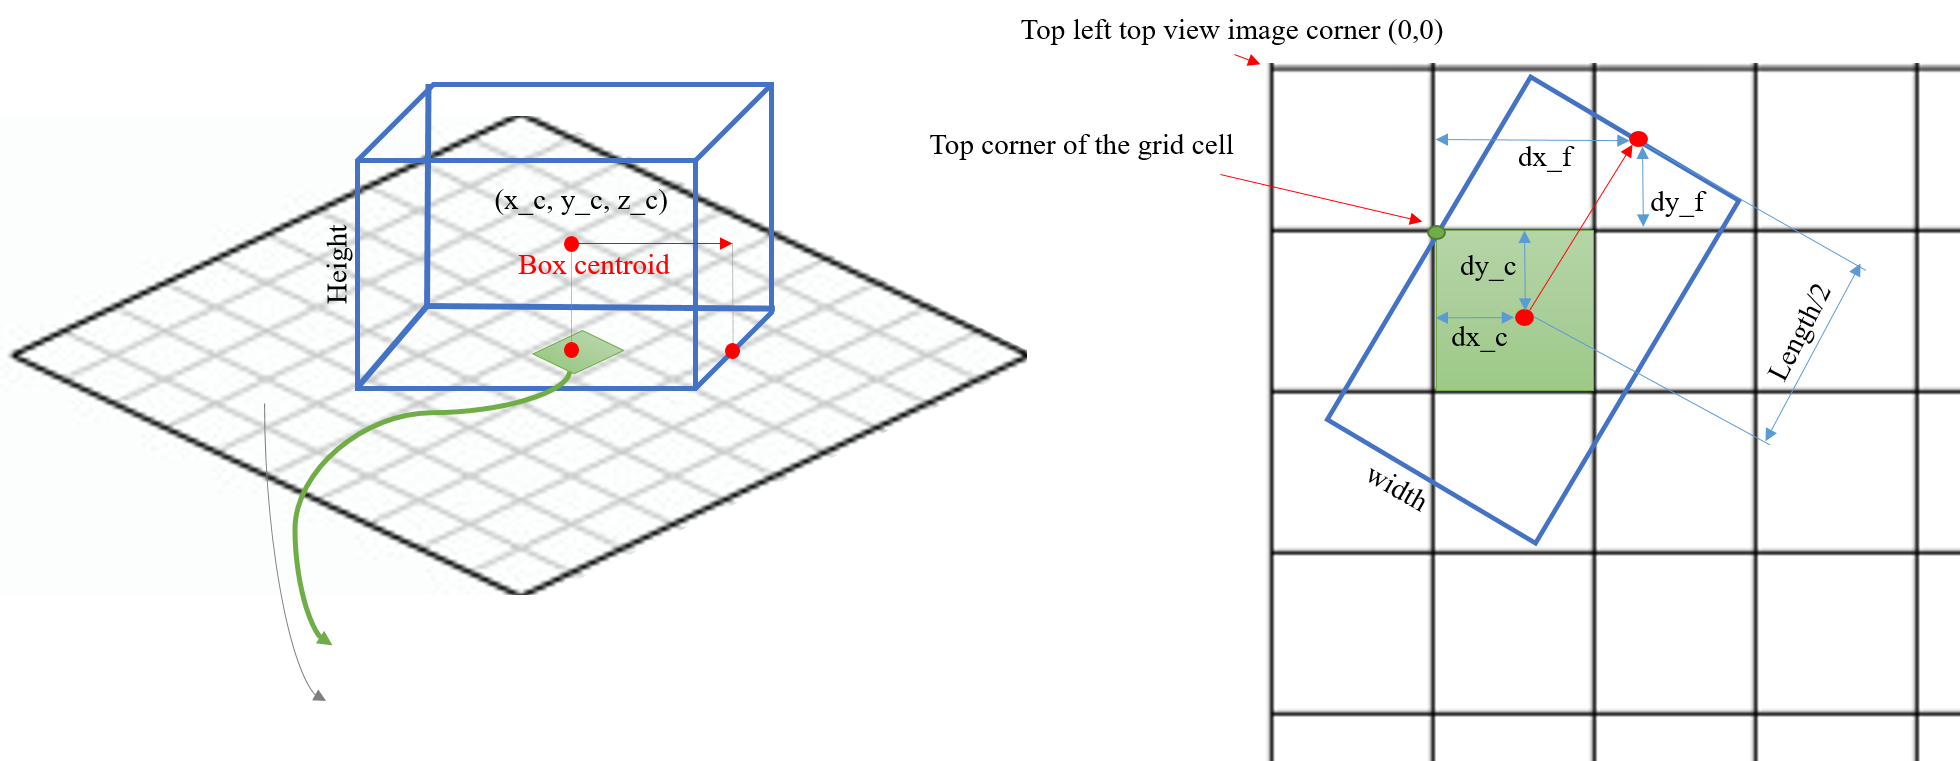 Top left top view image corner (0,0)
Top corner of the grid cell
(x_c, y_c, z_c)
Box centroid
Height
dx_f
dy_f
dy_c
dx_c
Length/2
width